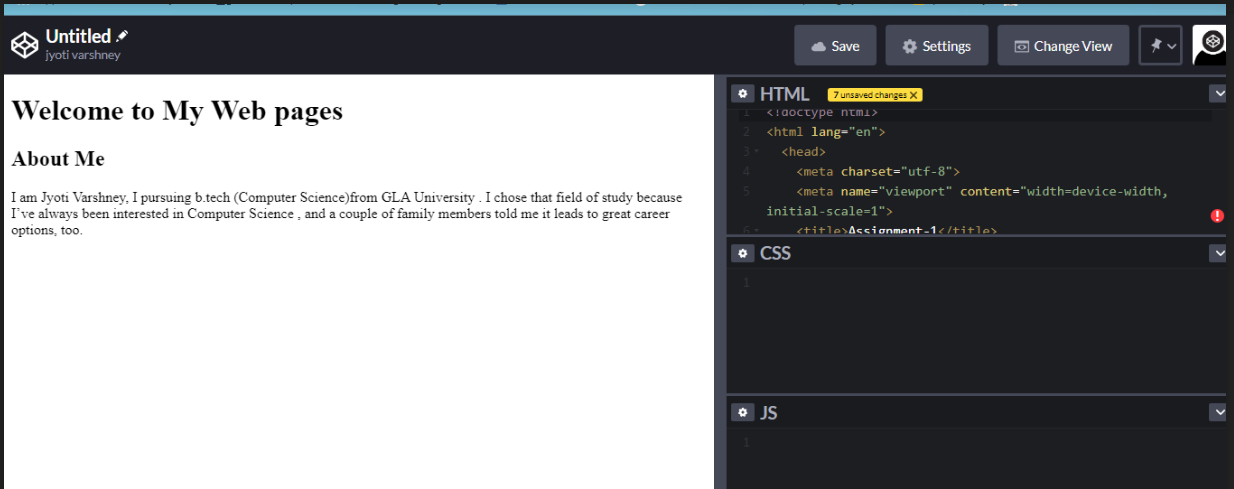 Untitled
jyoti varshney
Save
Settings
Change View
Welcome to My Web pages
About Me
I am Jyoti Varshney, I pursuing b.tech (Computer Science)from GLA University . I chose that field of study because
I’ve always been interested in Computer Science , and a couple of family members told me it leads to great career
options, too.
HTML 7 unsaved changes X
1 <!doctype html>
2 <html lang="en">
3 <head>
4 <meta charset="utf-8">
5 <meta name="viewport" content="width=device-width,
initial-scale=1">
6 <title>Assignment-1</title>
CSS
1
JS
1